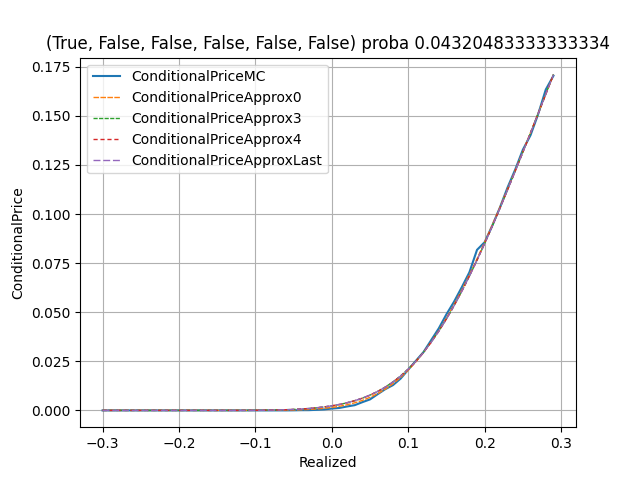 (True, False, False, False, False, False) proba 0.04320483333333334
ConditionalPriceMC
ConditionalPriceApprox0
ConditionalPriceApprox3
ConditionalPriceApprox4
ConditionalPriceApproxLast
ConditionalPrice
0.175
0.150
0.125
0.100
0.075
0.050
0.025
0.000
−0.3 −0.2 −0.1 0.0 0.1 0.2 0.3
Realized